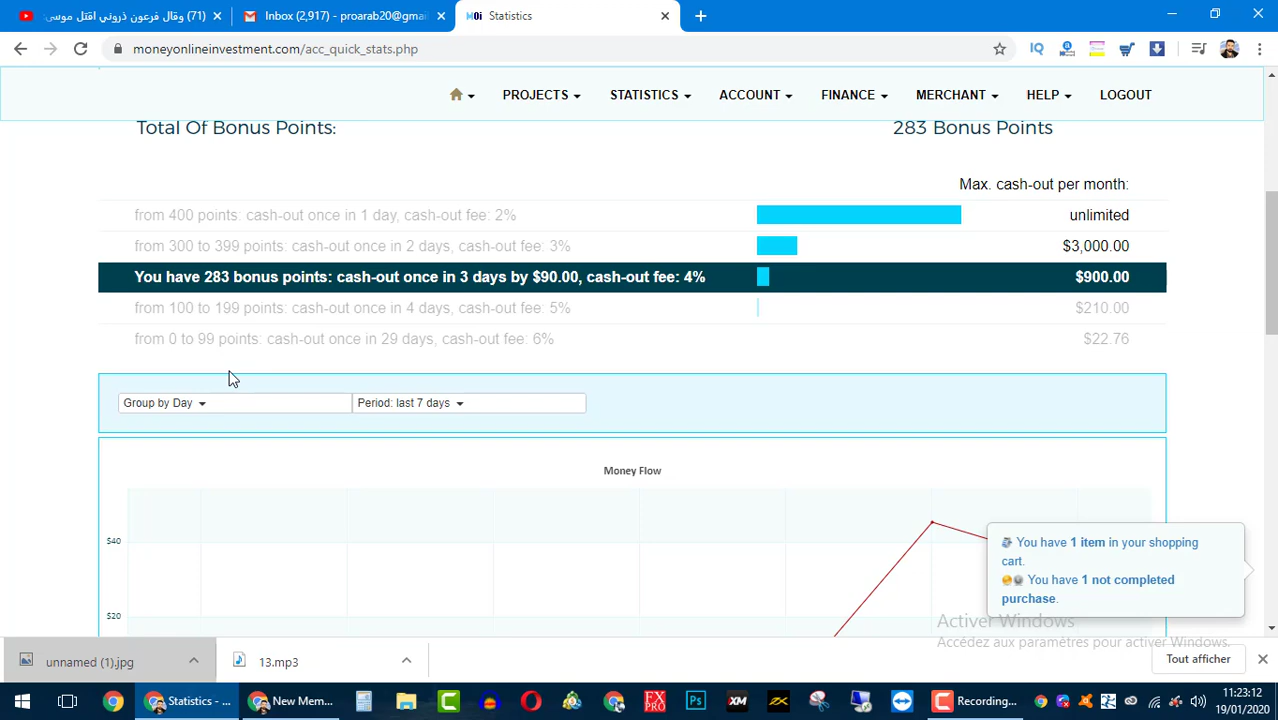 (71) وقال فرعون ذروني اقتل موسى
Inbox (2,917) - proarab20@gmai
M0i Statistics
moneyonlineinvestment.com/acc_quick_stats.php
IQ
PROJECTS STATISTICS ACCOUNT FINANCE MERCHANT HELP LOGOUT
Total Of Bonus Points: 283 Bonus Points
Max. cash-out per month:
from 400 points: cash-out once in 1 day, cash-out fee: 2% unlimited
from 300 to 399 points: cash-out once in 2 days, cash-out fee: 3% $3,000.00
You have 283 bonus points: cash-out once in 3 days by $90.00, cash-out fee: 4% $900.00
from 100 to 199 points: cash-out once in 4 days, cash-out fee: 5% $210.00
from 0 to 99 points: cash-out once in 29 days, cash-out fee: 6% $22.76
Group by Day Period: last 7 days
Money Flow
$40
$20
You have 1 item in your shopping
cart.
You have 1 not completed
purchase.
Activer Windows
Accédez aux paramètres pour activer Windows.
unnamed (1).jpg 13.mp3 Tout afficher
Statistics - ... New Mem... FX PRO Ps XM Recording...
11:23:12
19/01/2020